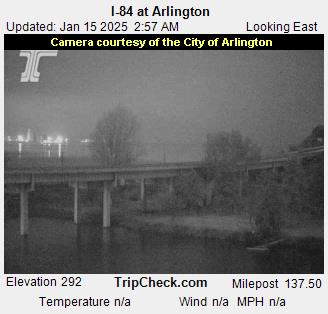 I-84 at Arlington
Updated: Jan 15 2025 2:57 AM Looking East
Camera courtesy of the City of Arlington
Elevation 292 TripCheck.com Milepost 137.50
Temperature n/a Wind n/a MPH n/a